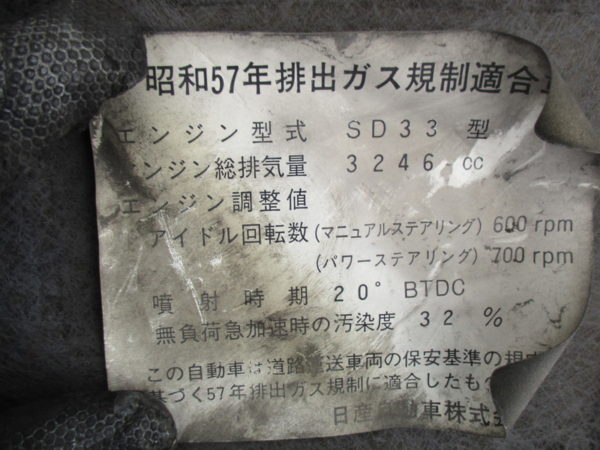 昭和57年排出ガス規制適合
エンジン型式 SD33 型
ンジン総排気量 3246 cc
エンジン調整値
アイドル回転数 (マニュアルステアリング) 600 rpm
(パワーステアリング) 700 rpm
噴射時期 20° BTDC
無負荷急加速時の汚染度 32 %
この自動車は道路運送車両の保安基準の規
基づく57年排出ガス規制に適合したも
日産自動車株式会